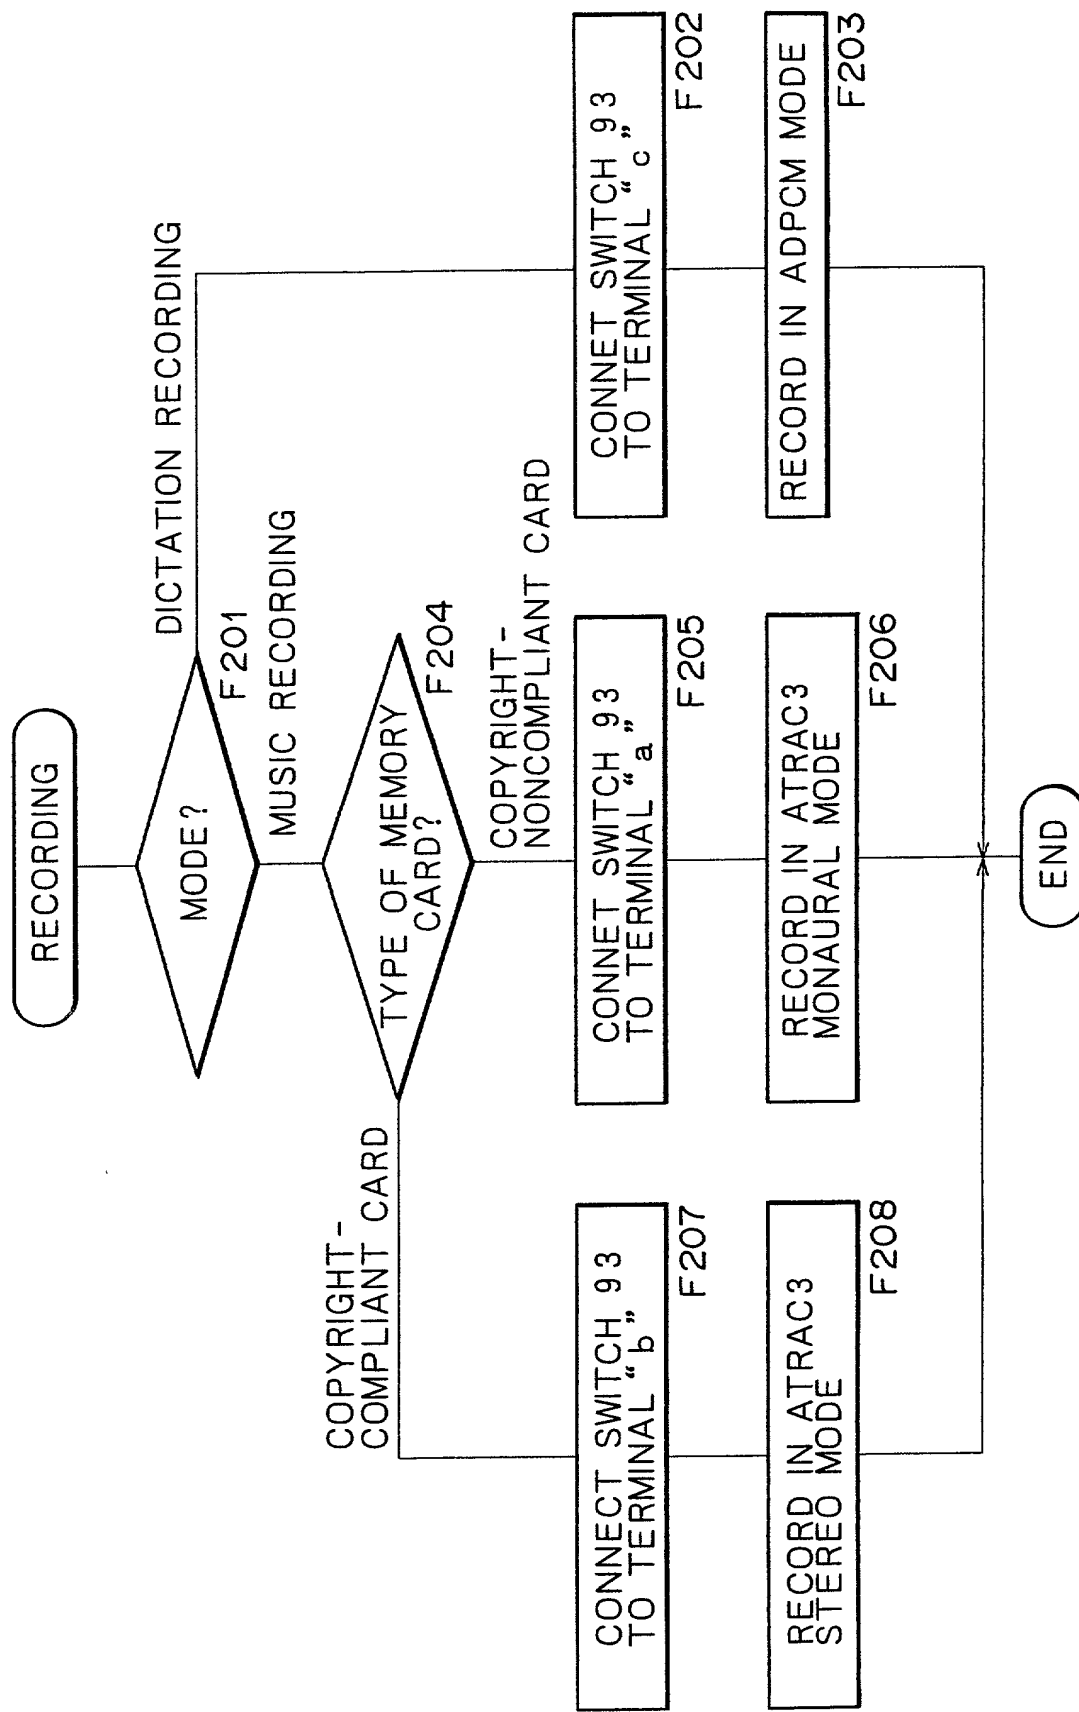 RECORDING
MODE?
F201
DICTATION RECORDING
MUSIC RECORDING
TYPE OF MEMORY
CARD?
F204
COPYRIGHT-
COMPLIANT CARD
COPYRIGHT-
NONCOMPLIANT CARD
CONNECT SWITCH 93
TO TERMINAL “b”
F207
CONNET SWITCH 93
TO TERMINAL “a”
F205
CONNET SWITCH 93
TO TERMINAL “c”
F202
RECORD IN ATRAC3
STEREO MODE
F208
RECORD IN ATRAC3
MONAURAL MODE
F206
RECORD IN ADPCM MODE
F203
END